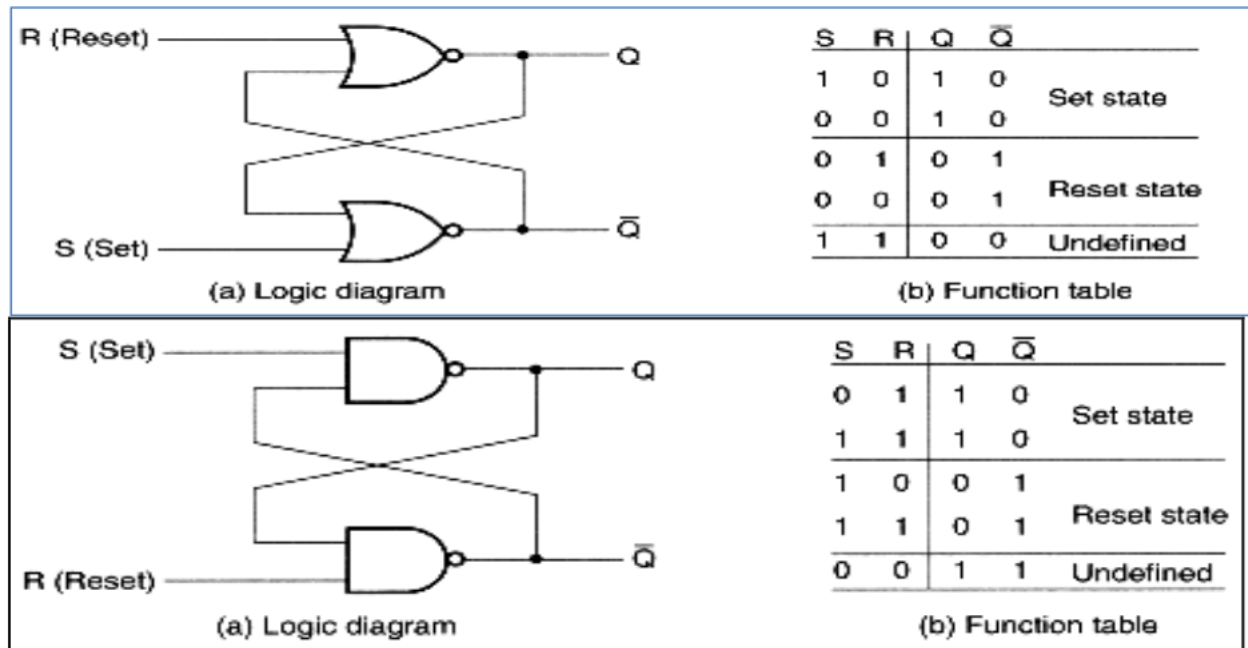 R (Reset)
Q
Q̅
S (Set)
(a) Logic diagram
S R Q Q̅
1 0 1 0
Set state
0 0 1 0
0 1 0 1
Reset state
0 0 0 1
1 1 0 0 Undefined
(b) Function table
S (Set)
Q
Q̅
R (Reset)
(a) Logic diagram
S R Q Q̅
0 1 1 0
Set state
1 1 1 0
1 0 0 1
Reset state
1 1 0 1
0 0 1 1 Undefined
(b) Function table